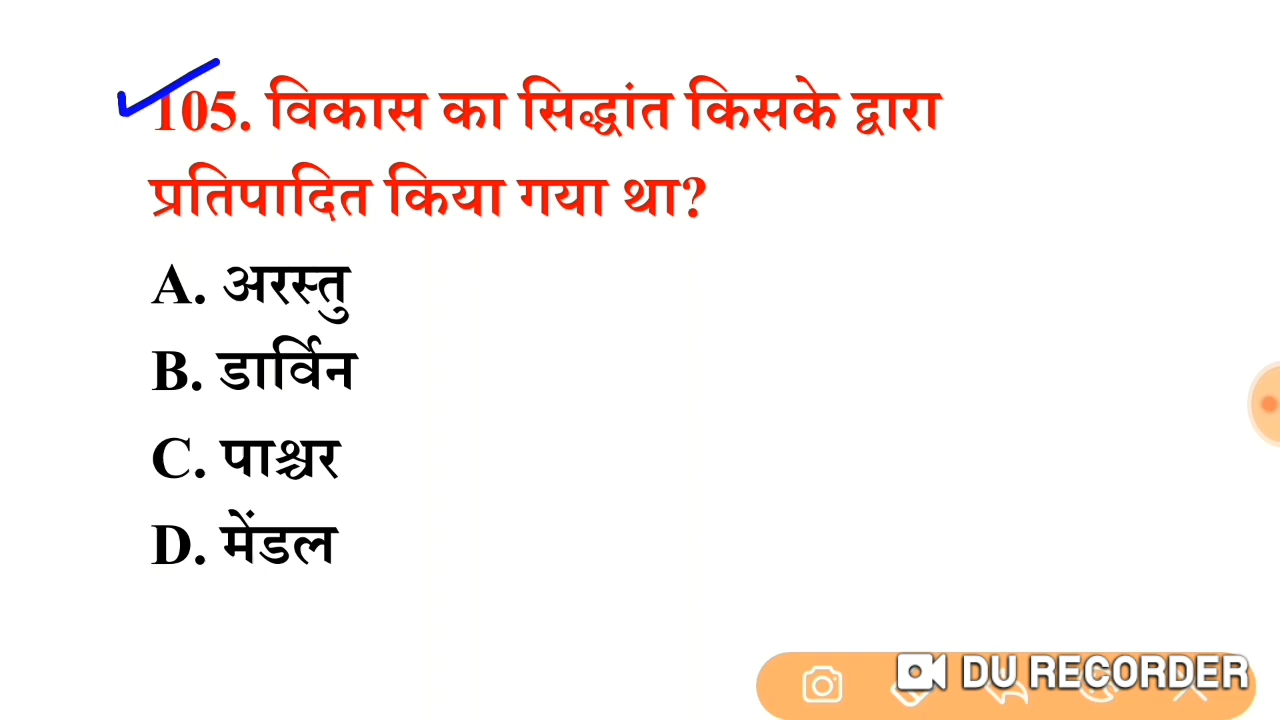 105. विकास का सिद्धांत किसके द्वारा
प्रतिपादित किया गया था?
A. अरस्तु
B. डार्विन
C. पाश्चर
D. मेंडल
DU RECORDER